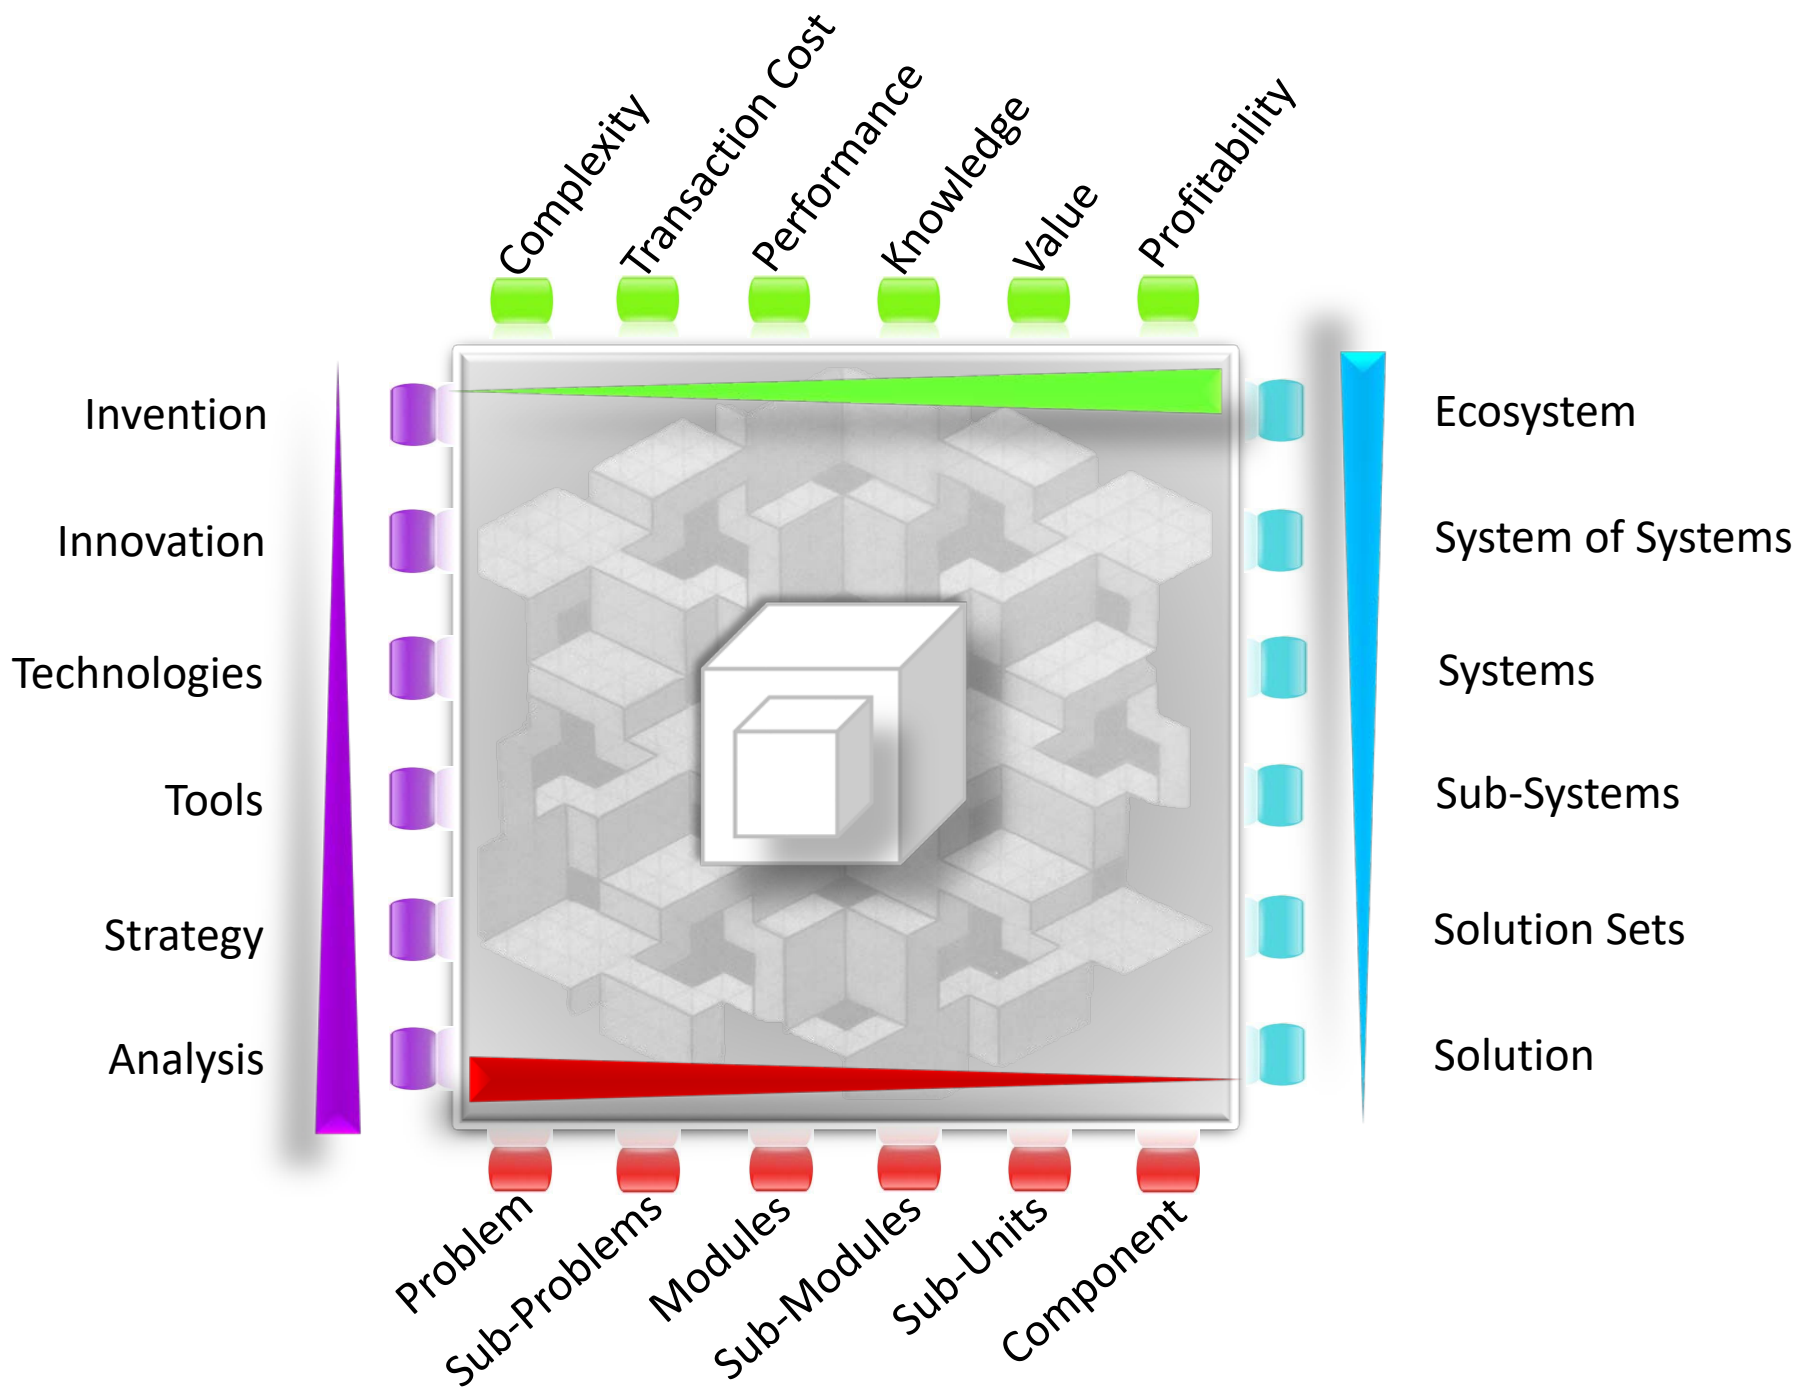 Complexity
Transaction Cost
Performance
Knowledge
Value
Profitability
Invention
Innovation
Technologies
Tools
Strategy
Analysis
Ecosystem
System of Systems
Systems
Sub-Systems
Solution Sets
Solution
Problem
Sub-Problems
Modules
Sub-Modules
Sub-Units
Component